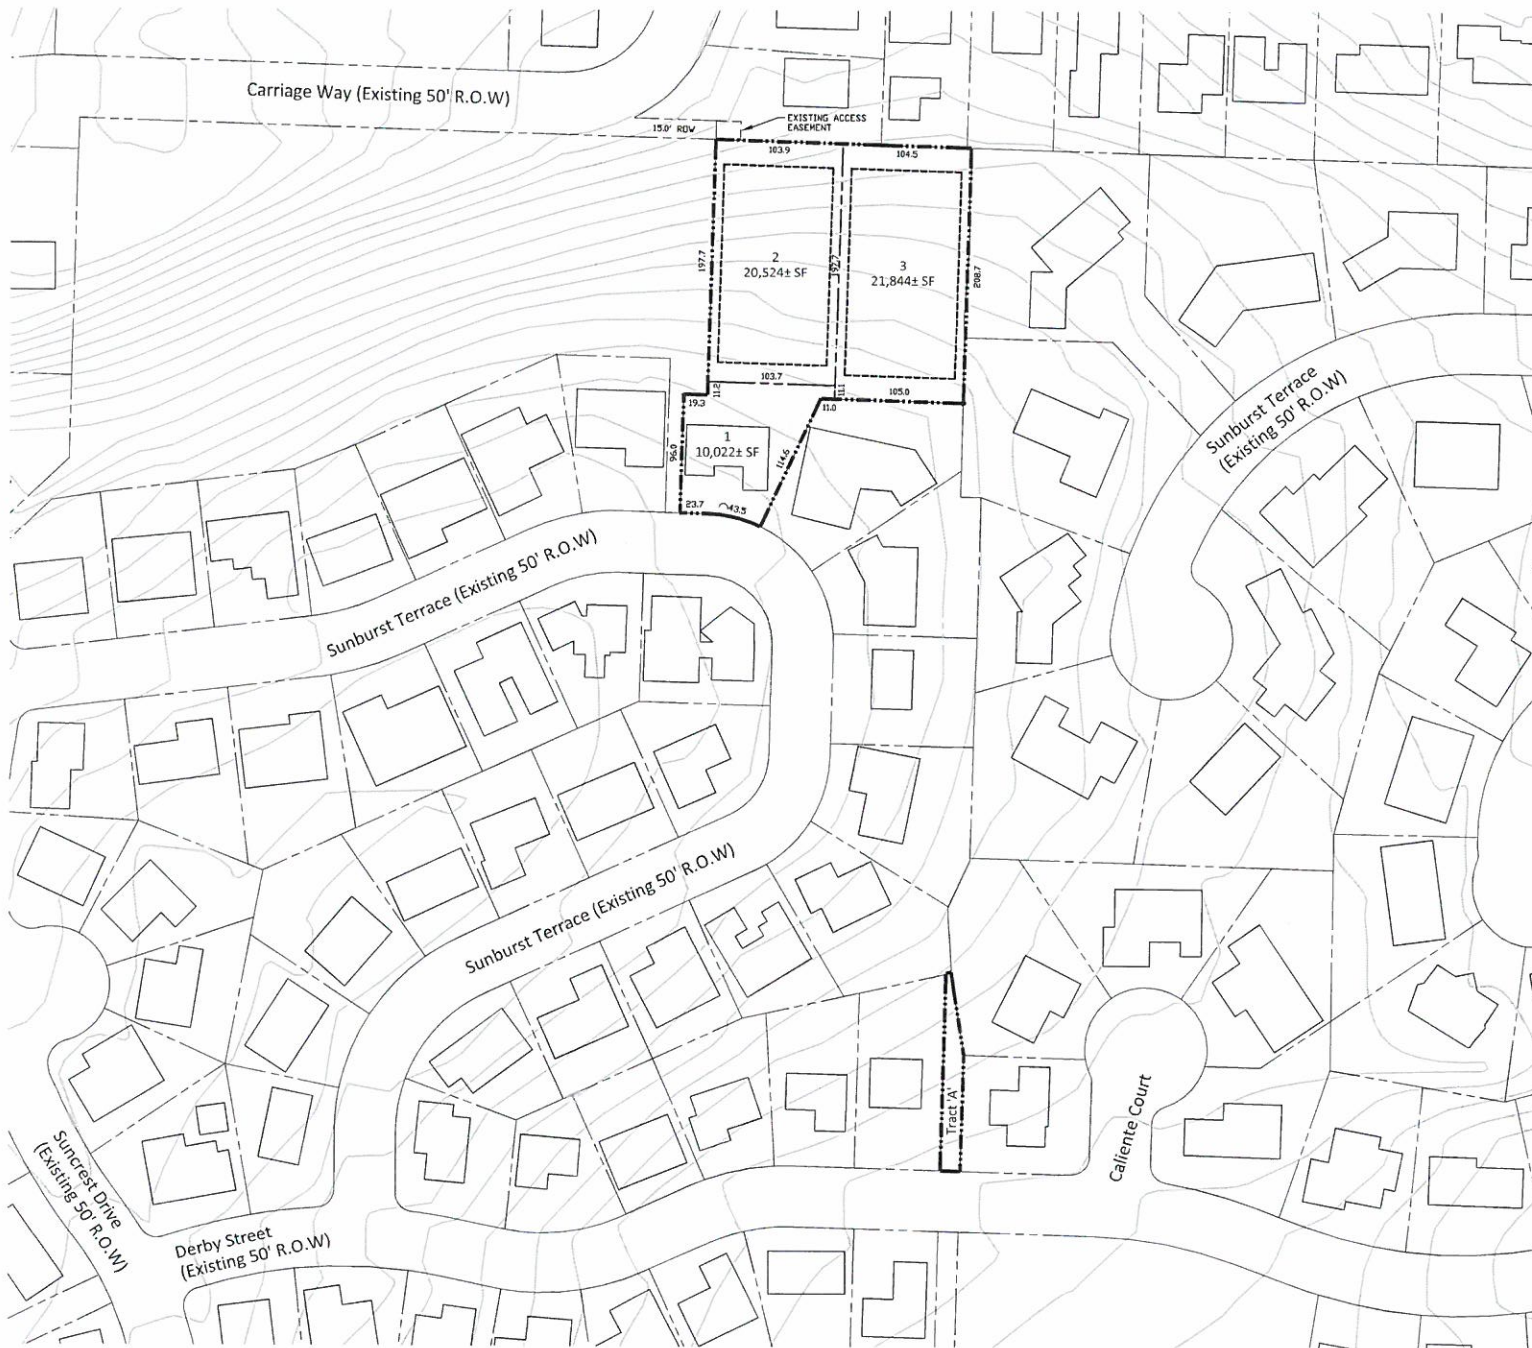 Carriage Way (Existing 50' R.O.W)
15.0' ROW
EXISTING ACCESS
EASEMENT
103.9
104.5
197.7
2
20,524± SF
192.7
3
21,844± SF
208.7
103.7
11.2
11.1
105.0
19.3
11.0
96.0
1
10,022± SF
114.6
23.7
43.5
Sunburst Terrace
(Existing 50' R.O.W)
Sunburst Terrace (Existing 50' R.O.W)
Sunburst Terrace (Existing 50' R.O.W)
Tract 'A'
Caliente Court
Suncrest Drive
(Existing 50' R.O.W)
Derby Street
(Existing 50' R.O.W)